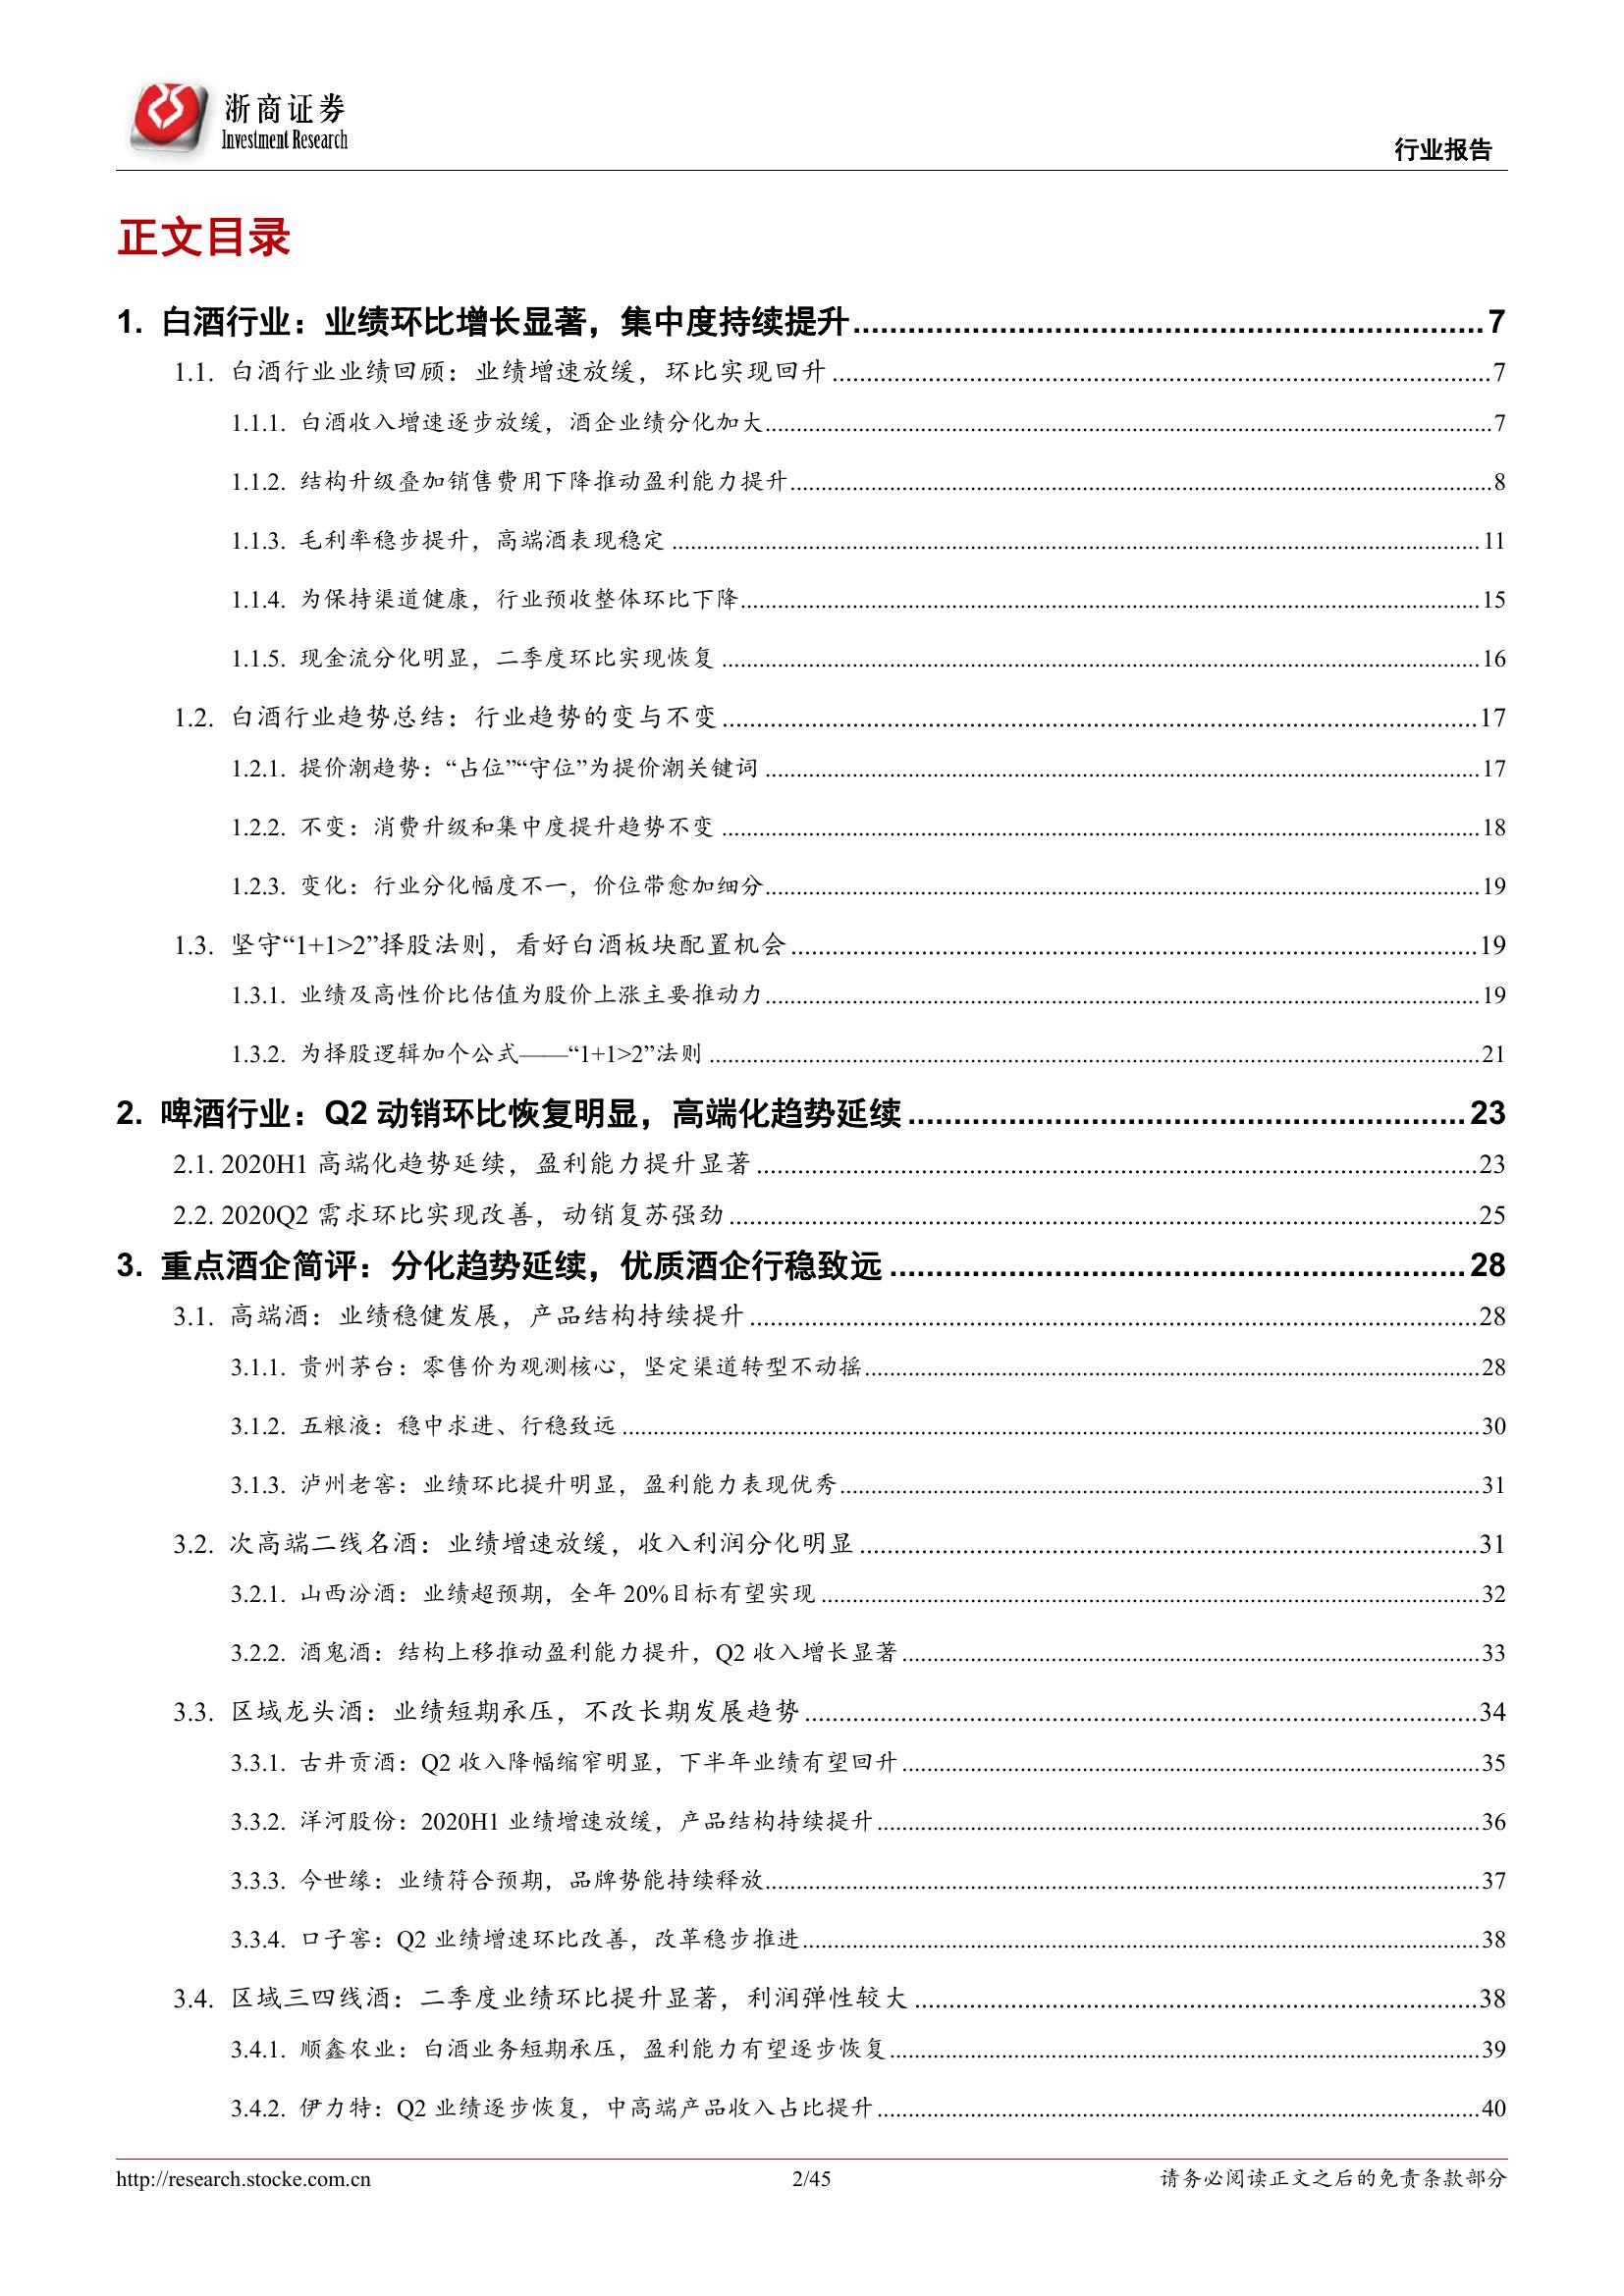 浙商证券
Investment Research
行业报告
正文目录
1. 白酒行业：业绩环比增长显著，集中度持续提升......7
1.1. 白酒行业业绩回顾：业绩增速放缓，环比实现回升......7
1.1.1. 白酒收入增速逐步放缓，酒企业绩分化加大......7
1.1.2. 结构升级叠加销售费用下降推动盈利能力提升......8
1.1.3. 毛利率稳步提升，高端酒表现稳定......11
1.1.4. 为保持渠道健康，行业预收整体环比下降......15
1.1.5. 现金流分化明显，二季度环比实现恢复......16
1.2. 白酒行业趋势总结：行业趋势的变与不变......17
1.2.1. 提价潮趋势：“占位”“守位”为提价潮关键词......17
1.2.2. 不变：消费升级和集中度提升趋势不变......18
1.2.3. 变化：行业分化幅度不一，价位带愈加细分......19
1.3. 坚守“1+1>2”择股法则，看好白酒板块配置机会......19
1.3.1. 业绩及高性价比估值为股价上涨主要推动力......19
1.3.2. 为择股逻辑加个公式——“1+1>2”法则......21
2. 啤酒行业：Q2 动销环比恢复明显，高端化趋势延续......23
2.1. 2020H1 高端化趋势延续，盈利能力提升显著......23
2.2. 2020Q2 需求环比实现改善，动销复苏强劲......25
3. 重点酒企简评：分化趋势延续，优质酒企行稳致远......28
3.1. 高端酒：业绩稳健发展，产品结构持续提升......28
3.1.1. 贵州茅台：零售价为观测核心，坚定渠道转型不动摇......28
3.1.2. 五粮液：稳中求进、行稳致远......30
3.1.3. 泸州老窖：业绩环比提升明显，盈利能力表现优秀......31
3.2. 次高端二线名酒：业绩增速放缓，收入利润分化明显......31
3.2.1. 山西汾酒：业绩超预期，全年 20%目标有望实现......32
3.2.2. 酒鬼酒：结构上移推动盈利能力提升，Q2 收入增长显著......33
3.3. 区域龙头酒：业绩短期承压，不改长期发展趋势......34
3.3.1. 古井贡酒：Q2 收入降幅缩窄明显，下半年业绩有望回升......35
3.3.2. 洋河股份：2020H1 业绩增速放缓，产品结构持续提升......36
3.3.3. 今世缘：业绩符合预期，品牌势能持续释放......37
3.3.4. 口子窖：Q2 业绩增速环比改善，改革稳步推进......38
3.4. 区域三四线酒：二季度业绩环比提升显著，利润弹性较大......38
3.4.1. 顺鑫农业：白酒业务短期承压，盈利能力有望逐步恢复......39
3.4.2. 伊力特：Q2 业绩逐步恢复，中高端产品收入占比提升......40
http://research.stocke.com.cn
2/45
请务必阅读正文之后的免责条款部分